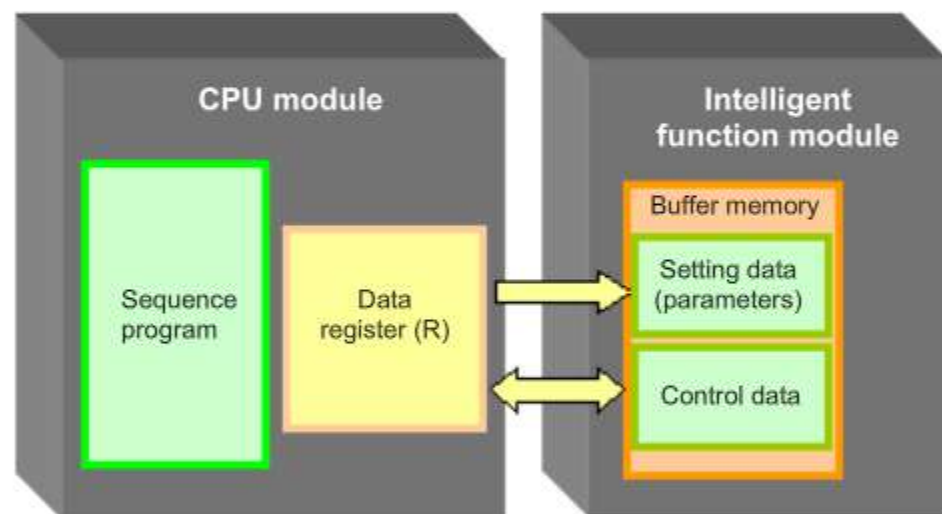 CPU module
Sequence
program
Data
register (R)
Intelligent
function module
Buffer memory
Setting data
(parameters)
Control data